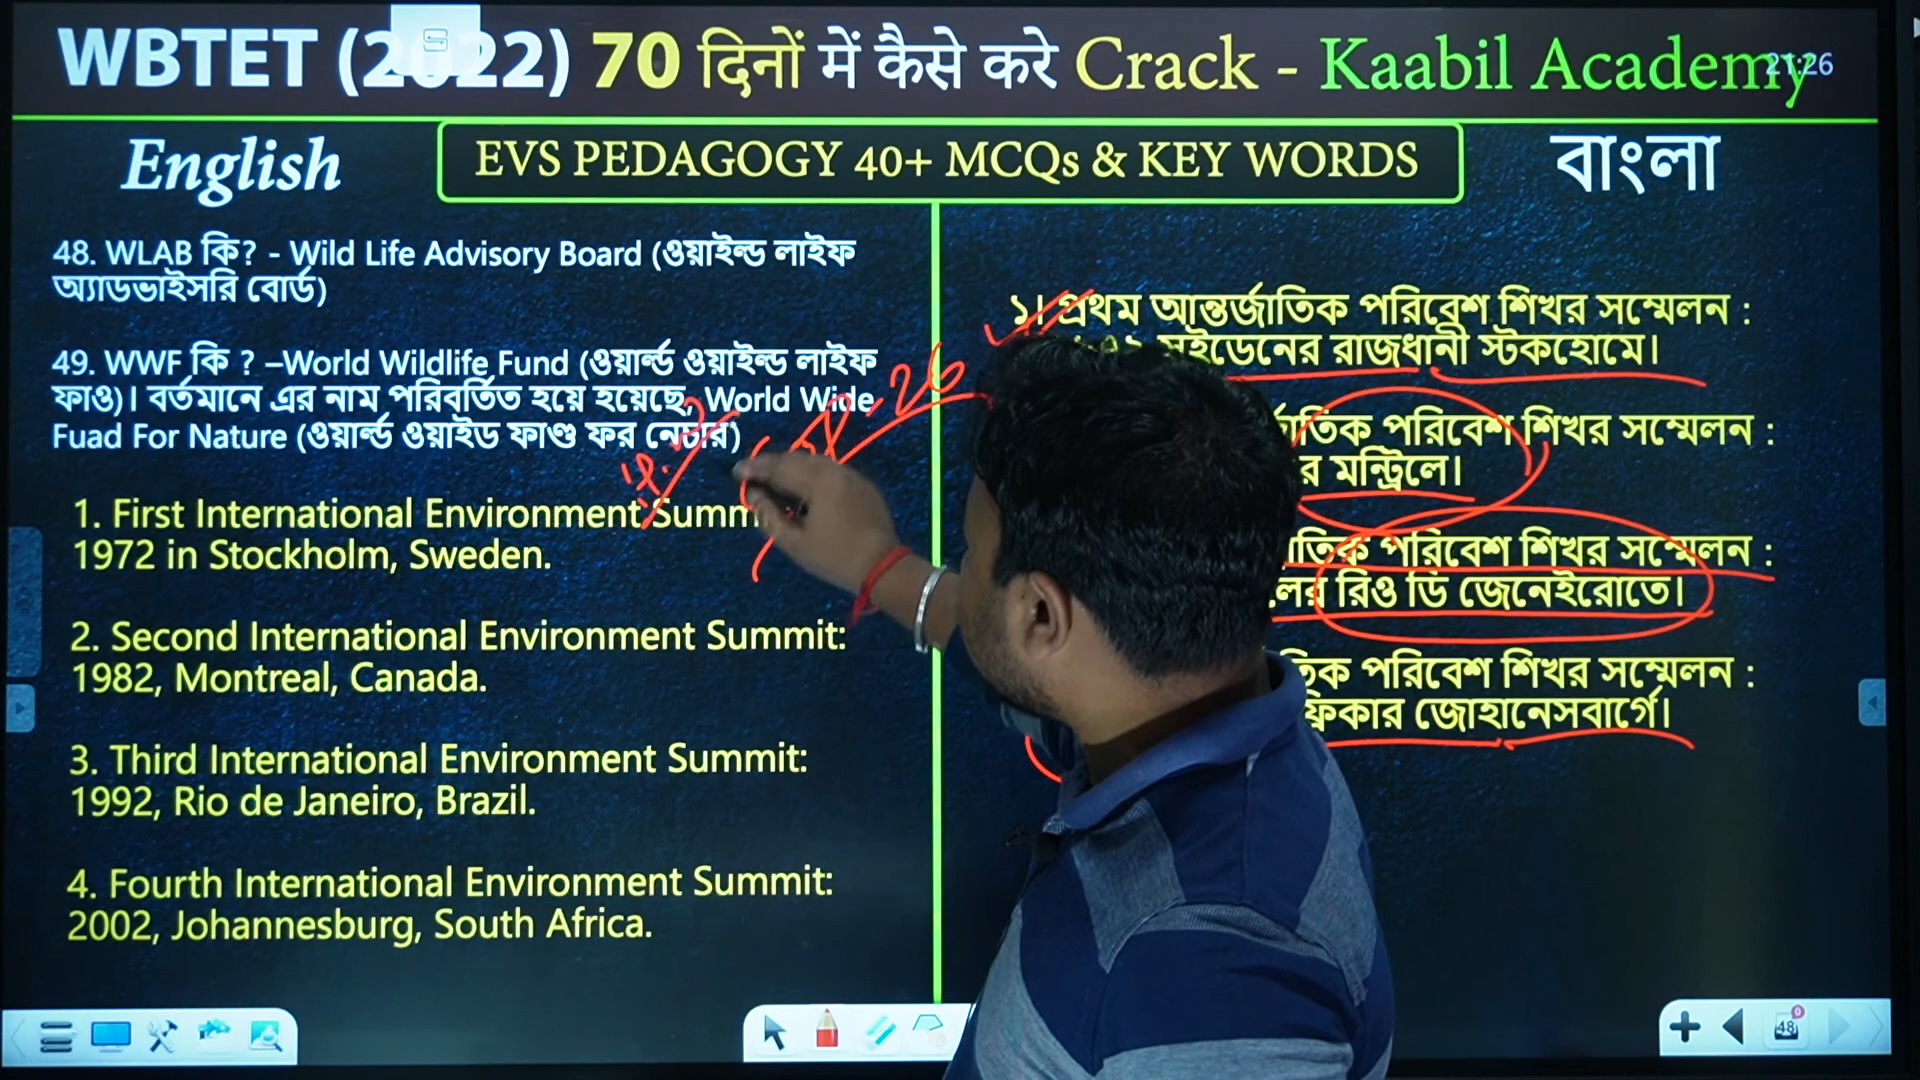 WBTET (2022) 70 दिनों में कैसे करे Crack - Kaabil Academy
21:26
English
EVS PEDAGOGY 40+ MCQs & KEY WORDS
বাংলা
48. WLAB কি? - Wild Life Advisory Board (ওয়াইল্ড লাইফ
অ্যাডভাইসরি বোর্ড)
49. WWF কি ? –World Wildlife Fund (ওয়ার্ল্ড ওয়াইল্ড লাইফ
ফাণ্ড)। বর্তমানে এর নাম পরিবর্তিত হয়ে হয়েছে, World Wide
Fuad For Nature (ওয়ার্ল্ড ওয়াইড ফাণ্ড ফর নেচার)
1. First International Environment Summ
1972 in Stockholm, Sweden.
2. Second International Environment Summit:
1982, Montreal, Canada.
3. Third International Environment Summit:
1992, Rio de Janeiro, Brazil.
4. Fourth International Environment Summit:
2002, Johannesburg, South Africa.
১। প্রথম আন্তর্জাতিক পরিবেশ শিখর সম্মেলন :
সুইডেনের রাজধানী স্টকহোমে।
পরিবেশ শিখর সম্মেলন :
মন্ট্রিলে।
পরিবেশ শিখর সম্মেলন :
রিও ডি জেনেইরোতে।
পরিবেশ শিখর সম্মেলন :
জোহানেসবার্গে।
48
0